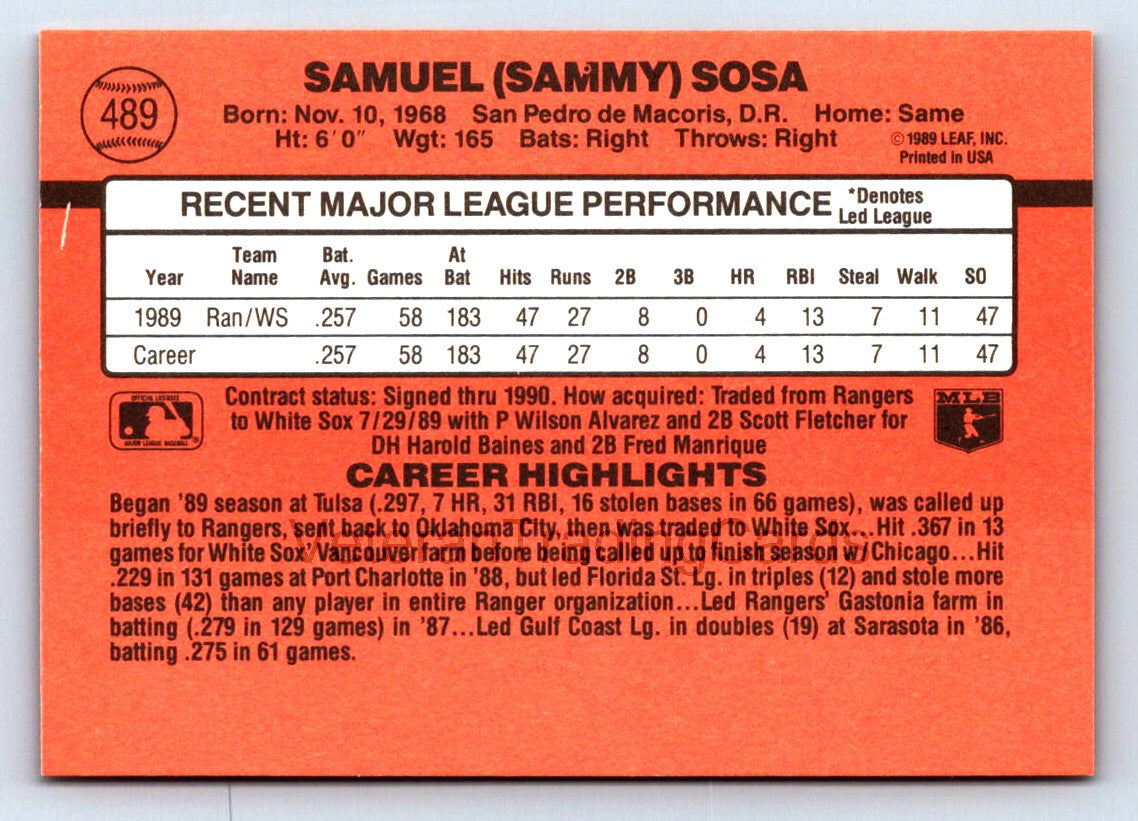 489
SAMUEL (SAMMY) SOSA
Born: Nov. 10, 1968 San Pedro de Macoris, D.R. Home: Same
Ht: 6'0" Wgt: 165 Bats: Right Throws: Right
©1989 LEAF, INC.
Printed in USA
RECENT MAJOR LEAGUE PERFORMANCE *Denotes Led League
Year Team Name Bat. Avg. Games At Bat Hits Runs 2B 3B HR RBI Steal Walk SO
1989 Ran/WS .257 58 183 47 27 8 0 4 13 7 11 47
Career .257 58 183 47 27 8 0 4 13 7 11 47
OFFICIAL LICENSEE
MAJOR LEAGUE BASEBALL
MLB
Contract status: Signed thru 1990. How acquired: Traded from Rangers
to White Sox 7/29/89 with P Wilson Alvarez and 2B Scott Fletcher for
DH Harold Baines and 2B Fred Manrique
CAREER HIGHLIGHTS
Began '89 season at Tulsa (.297, 7 HR, 31 RBI, 16 stolen bases in 66 games), was called up
briefly to Rangers, sent back to Oklahoma City, then was traded to White Sox...Hit .367 in 13
games for White Sox' Vancouver farm before being called up to finish season w/Chicago...Hit
.229 in 131 games at Port Charlotte in '88, but led Florida St. Lg. in triples (12) and stole more
bases (42) than any player in entire Ranger organization...Led Rangers' Gastonia farm in
batting (.279 in 129 games) in '87...Led Gulf Coast Lg. in doubles (19) at Sarasota in '86,
batting .275 in 61 games.
VeteranTradingCards